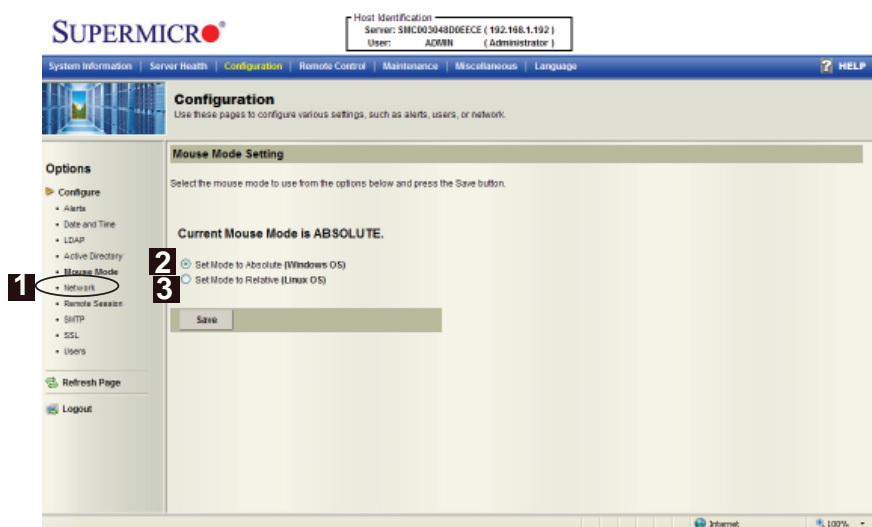 SUPERMICR
Host Identification
Server: SMC003048D0EECE ( 192.168.1.192 )
User: ADMIN ( Administrator )
System Information | Server Health | Configuration | Remote Control | Maintenance | Miscellaneous | Language
? HELP
Configuration
Use these pages to configure various settings, such as alerts, users, or network.
Options
Configure
• Alerts
• Date and Time
• LDAP
• Active Directory
• Mouse Mode
1
• Network
• Remote Session
• SMTP
• SSL
• Users
Refresh Page
Logout
Mouse Mode Setting
Select the mouse mode to use from the options below and press the Save button.
Current Mouse Mode is ABSOLUTE.
2 Set Mode to Absolute (Windows OS)
3 Set Mode to Relative (Linux OS)
Save
Internet
100%